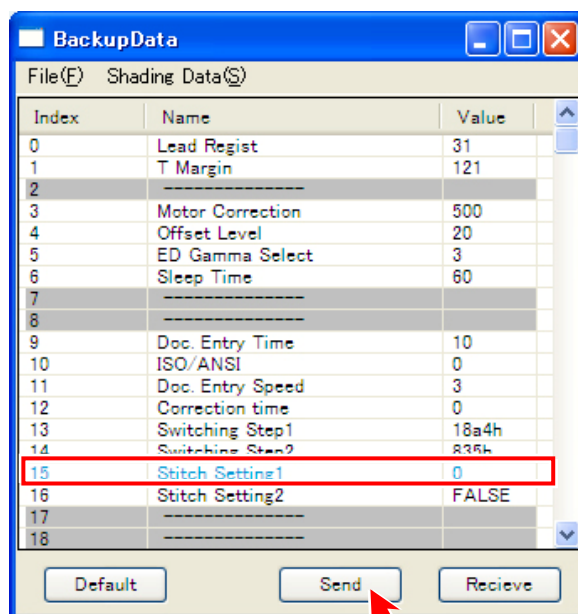 BackupData
File(F) Shading Data(S)
Index Name Value
0 Lead Regist 31
1 T Margin 121
2 --------------
3 Motor Correction 500
4 Offset Level 20
5 ED Gamma Select 3
6 Sleep Time 60
7 --------------
8 --------------
9 Doc. Entry Time 10
10 ISO/ANSI 0
11 Doc. Entry Speed 3
12 Correction time 0
13 Switching Step1 18a4h
14 Switching Step2 835h
15 Stitch Setting1 0
16 Stitch Setting2 FALSE
17 --------------
18 --------------
Default Send Recieve